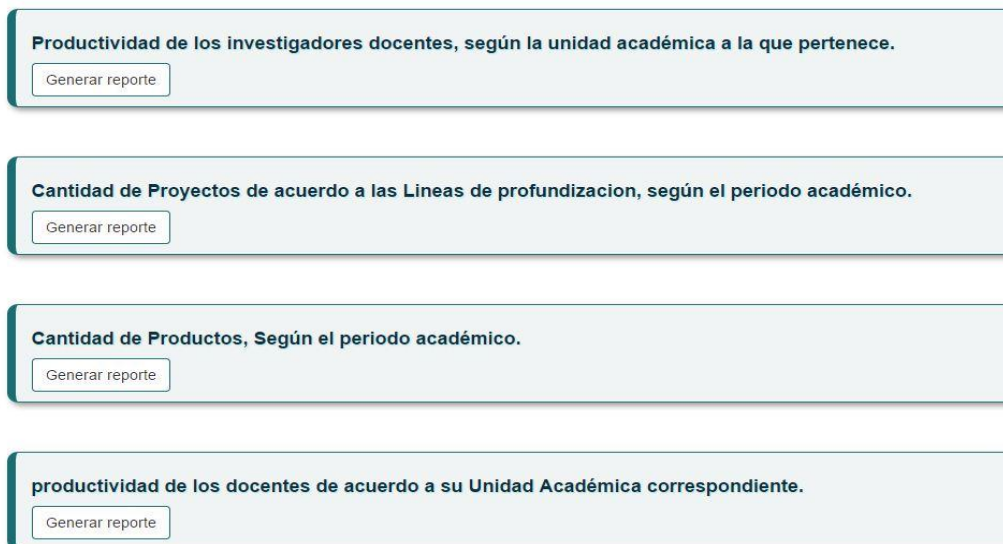 Productividad de los investigadores docentes, según la unidad académica a la que pertenece.
Generar reporte
Cantidad de Proyectos de acuerdo a las Lineas de profundizacion, según el periodo académico.
Generar reporte
Cantidad de Productos, Según el periodo académico.
Generar reporte
productividad de los docentes de acuerdo a su Unidad Académica correspondiente.
Generar reporte